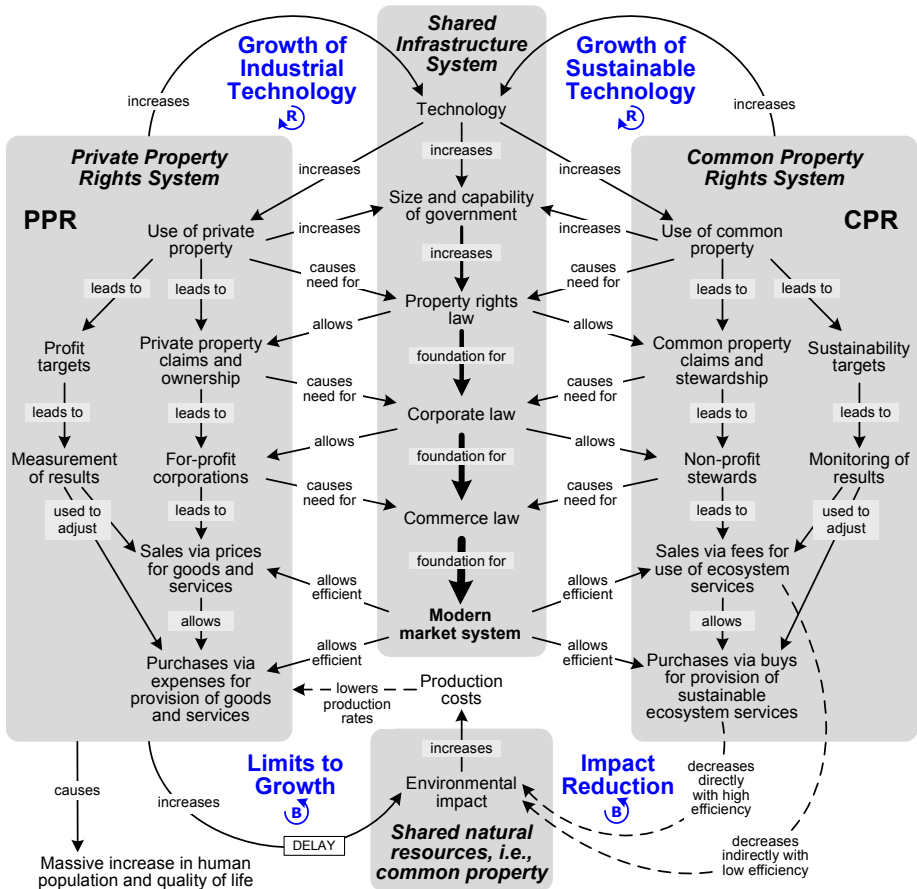 Shared
Infrastructure
System
Growth of
Industrial
Technology
R
Growth of
Sustainable
Technology
R
increases
increases
Technology
Private Property
Rights System
Common Property
Rights System
increases
increases
increases
PPR
CPR
Size and capability
of government
Use of private
property
increases
increases
Use of common
property
increases
causes
need for
causes
need for
leads to
leads to
leads to
leads to
Property rights
law
allows
allows
Profit
targets
Private property
claims and
ownership
foundation for
Common property
claims and
stewardship
Sustainability
targets
causes
need for
causes
need for
leads to
leads to
leads to
leads to
Corporate law
allows
allows
Measurement
of results
For-profit
corporations
foundation for
Non-profit
stewards
Monitoring of
results
causes
need for
causes
need for
used to
adjust
leads to
leads to
used to
adjust
Commerce law
Sales via prices
for goods and
services
foundation for
Sales via fees for
use of ecosystem
services
allows
efficient
allows
efficient
allows
allows
Modern
market system
allows
efficient
allows
efficient
Purchases via
expenses for
provision of goods
and services
Purchases via buys
for provision of
sustainable
ecosystem services
lowers
production
rates
Production
costs
increases
Limits to
Growth
B
Impact
Reduction
B
causes
increases
Environmental
impact
decreases
directly
with high
efficiency
DELAY
Shared natural
resources, i.e.,
common property
decreases
indirectly with
low efficiency
Massive increase in human
population and quality of life